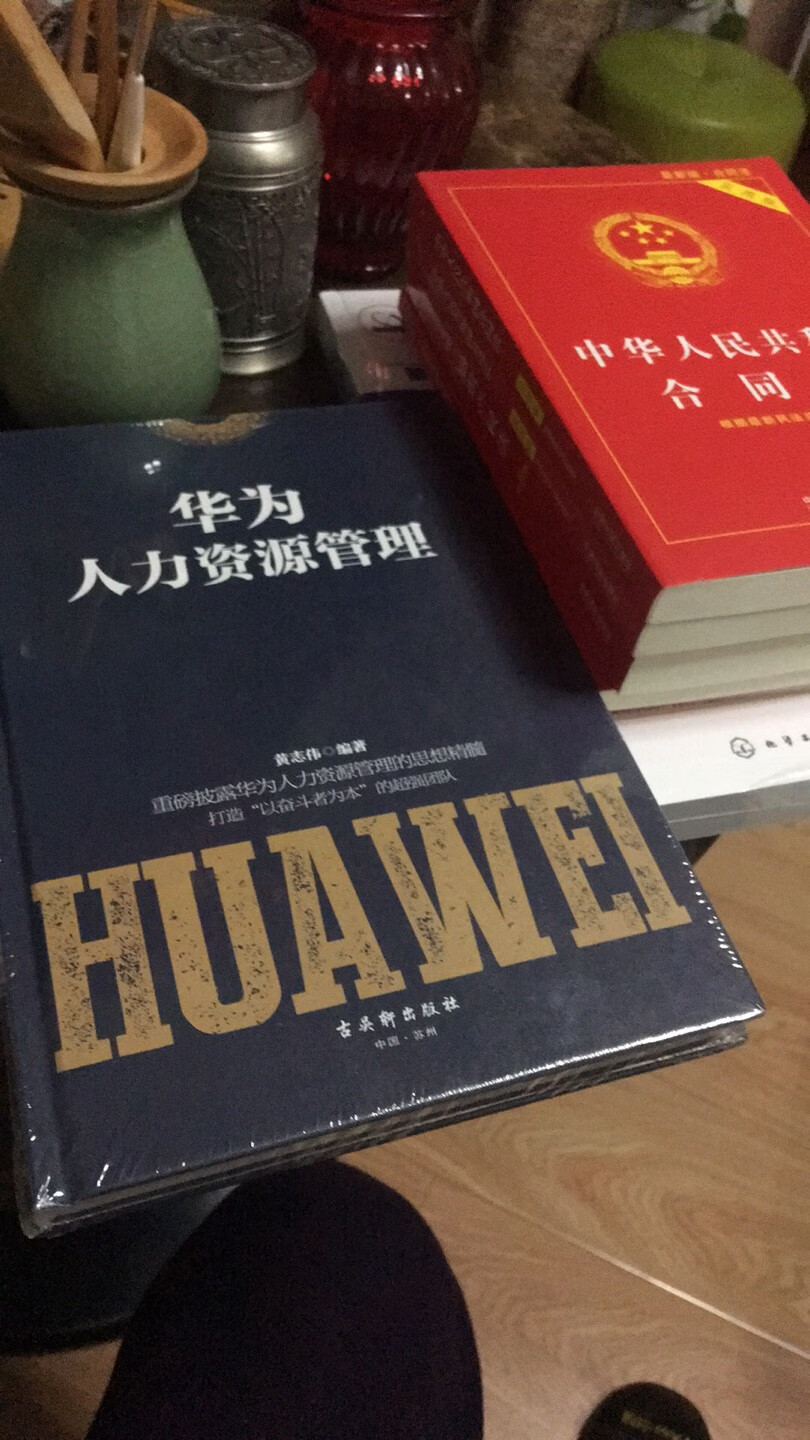 华为
人力资源管理
黄志伟◎编著
重磅披露华为人力资源管理的思想精髓
打造“以奋斗者为本”的超强团队
HUAWEI
古吴轩出版社
中国·苏州
中华人民共和
合同